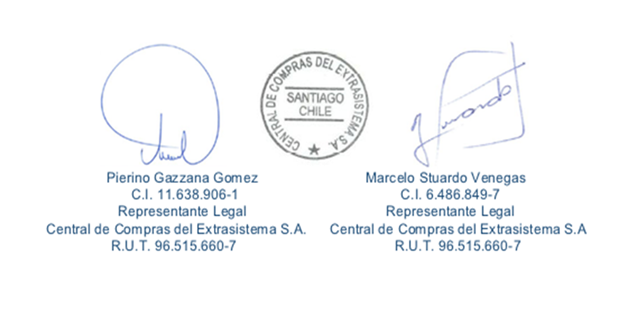 CENTRAL DE COMPRAS DEL EXTRASISTEMA S.A.
SANTIAGO
CHILE
Pierino Gazzana Gomez
C.I. 11.638.906-1
Representante Legal
Central de Compras del Extrasistema S.A.
R.U.T. 96.515.660-7
Marcelo Stuardo Venegas
C.I. 6.486.849-7
Representante Legal
Central de Compras del Extrasistema S.A
R.U.T. 96.515.660-7